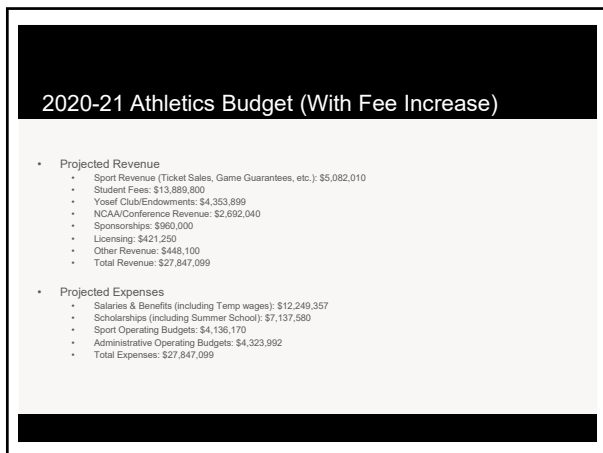 2020-21 Athletics Budget (With Fee Increase)
• Projected Revenue
• Sport Revenue (Ticket Sales, Game Guarantees, etc.): $5,082,010
• Student Fees: $13,889,800
• Yosef Club/Endowments: $4,353,899
• NCAA/Conference Revenue: $2,692,040
• Sponsorships: $960,000
• Licensing: $421,250
• Other Revenue: $448,100
• Total Revenue: $27,847,099
• Projected Expenses
• Salaries & Benefits (including Temp wages): $12,249,357
• Scholarships (including Summer School): $7,137,580
• Sport Operating Budgets: $4,136,170
• Administrative Operating Budgets: $4,323,992
• Total Expenses: $27,847,099